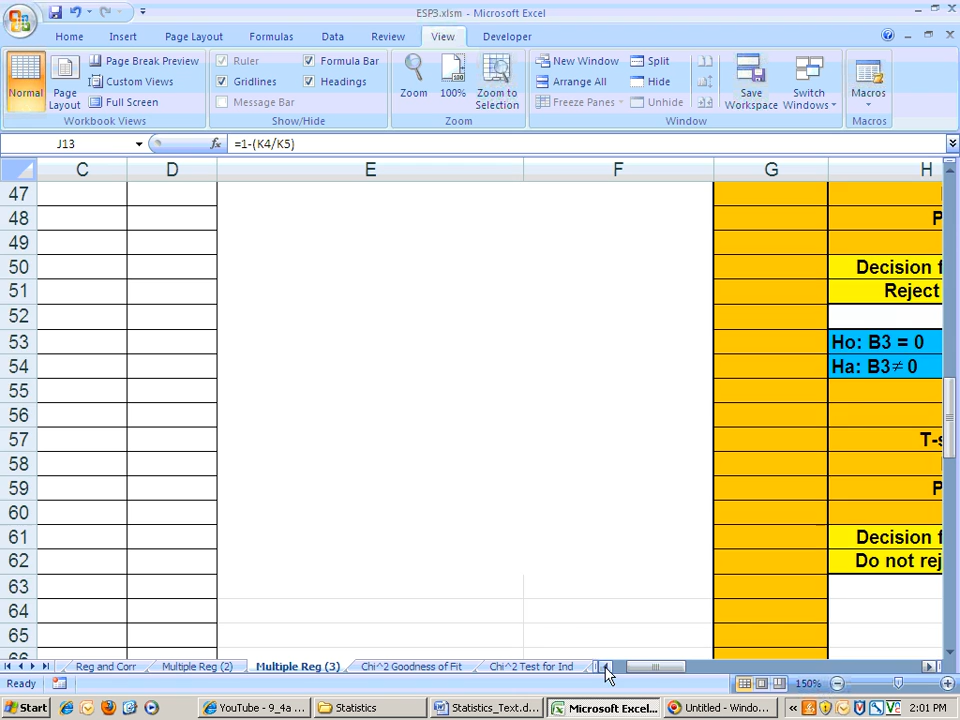 ESP3.xlsm - Microsoft Excel
Home Insert Page Layout Formulas Data Review View Developer
Normal
Page Layout
Page Break Preview
Custom Views
Full Screen
Workbook Views
Ruler
Gridlines
Message Bar
Formula Bar
Headings
Show/Hide
Zoom
100%
Zoom to Selection
Zoom
New Window
Arrange All
Freeze Panes
Split
Hide
Unhide
Window
Save Workspace
Switch Windows
Macros
Macros
J13 fx =1-(K4/K5)
C D E F G H
47
48 P
49
50 Decision f
51 Reject
52
53 Ho: B3 = 0
54 Ha: B3≠ 0
55
56
57 T-s
58
59 P
60
61 Decision f
62 Do not rej
63
64
65
66
Reg and Corr Multiple Reg (2) Multiple Reg (3) Chi^2 Goodness of Fit Chi^2 Test for Ind
Ready 150%
Start YouTube - 9_4a ... Statistics Statistics_Text.d... Microsoft Excel... Untitled - Windo... 2:01 PM